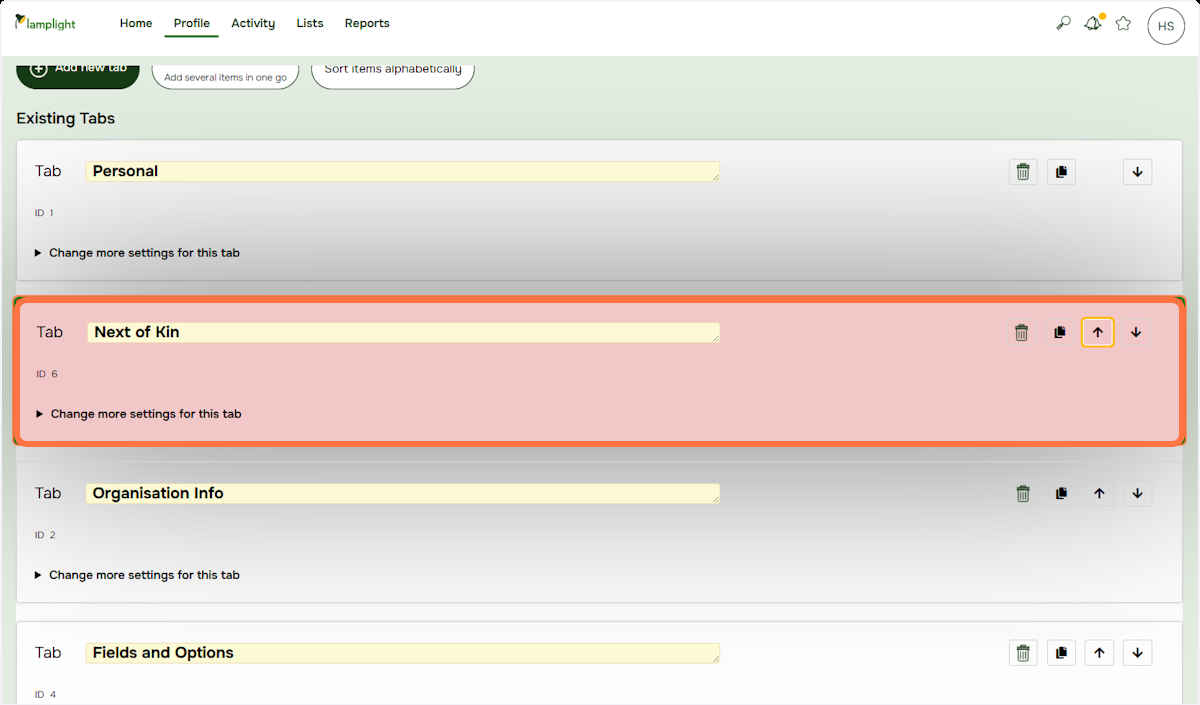 lamplight Home Profile Activity Lists Reports HS
Add new tab Add several items in one go Sort items alphabetically
Existing Tabs
Tab Personal
ID 1
Change more settings for this tab
Tab Next of Kin
ID 6
Change more settings for this tab
Tab Organisation Info
ID 2
Change more settings for this tab
Tab Fields and Options
ID 4